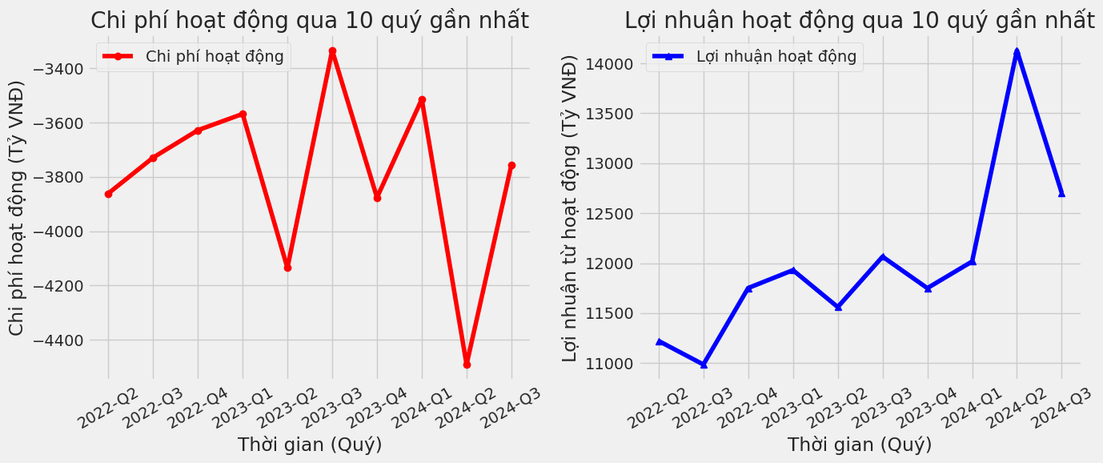 Chi phí hoạt động qua 10 quý gần nhất
Chi phí hoạt động
Chi phí hoạt động (Tỷ VNĐ)
−3400
−3600
−3800
−4000
−4200
−4400
2022-Q2
2022-Q3
2022-Q4
2023-Q1
2023-Q2
2023-Q3
2023-Q4
2024-Q1
2024-Q2
2024-Q3
Thời gian (Quý)
Lợi nhuận hoạt động qua 10 quý gần nhất
Lợi nhuận hoạt động
Lợi nhuận từ hoạt động (Tỷ VNĐ)
14000
13500
13000
12500
12000
11500
11000
2022-Q2
2022-Q3
2022-Q4
2023-Q1
2023-Q2
2023-Q3
2023-Q4
2024-Q1
2024-Q2
2024-Q3
Thời gian (Quý)